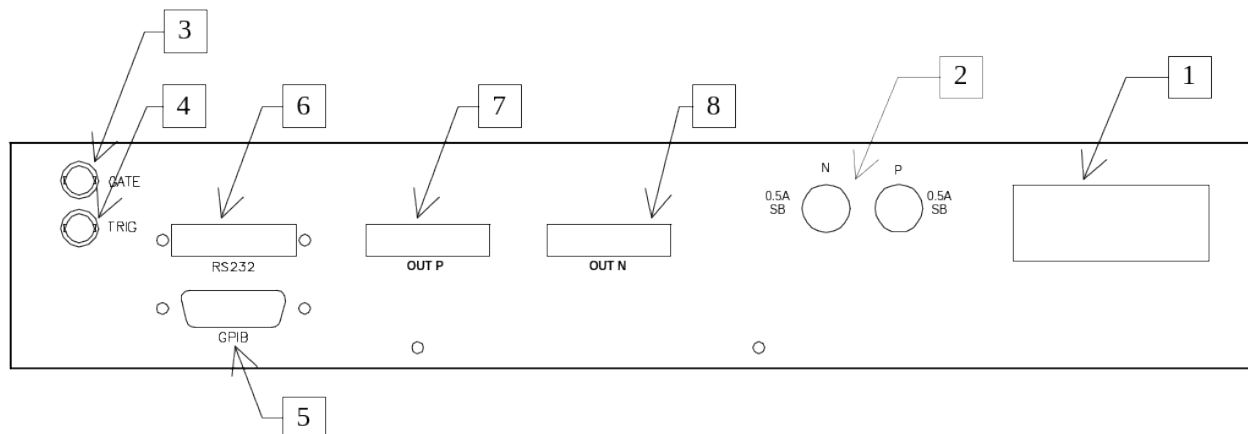 3
2
1
4
6
7
8
GATE
N
P
0.5A
SB
0.5A
SB
TRIG
RS232
OUT P
OUT N
GPIB
5